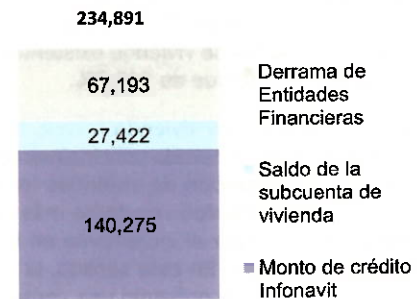 234,891
67,193
27,422
140,275
Derrama de
Entidades
Financieras
Saldo de la
subcuenta de
vivienda
Monto de crédito
Infonavit